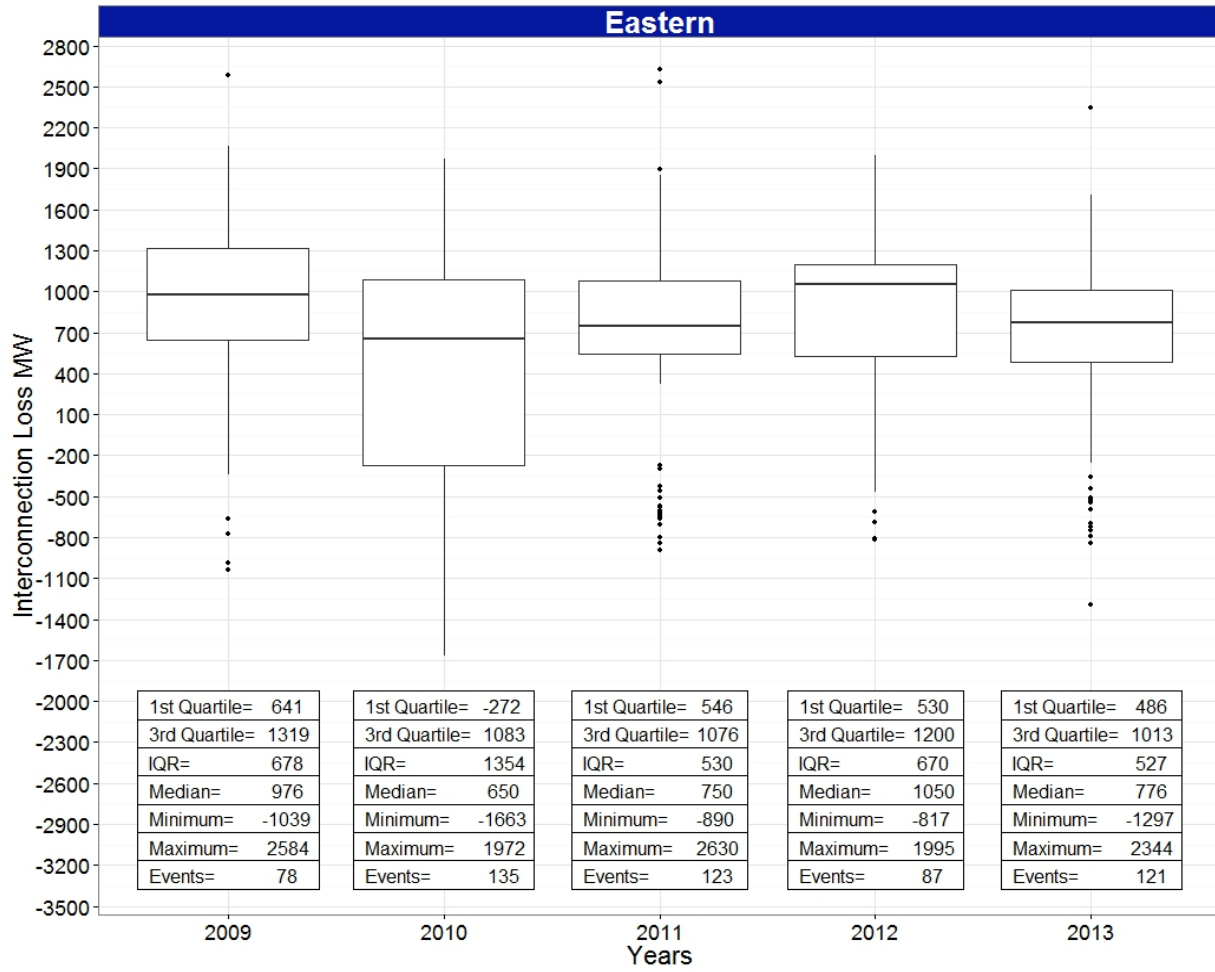 Eastern
2800
2500
2200
1900
1600
1300
1000
700
400
100
-200
-500
-800
-1100
-1400
-1700
-2000
-2300
-2600
-2900
-3200
-3500
Interconnection Loss MW
1st Quartile= 641
3rd Quartile= 1319
IQR= 678
Median= 976
Minimum= -1039
Maximum= 2584
Events= 78
1st Quartile= -272
3rd Quartile= 1083
IQR= 1354
Median= 650
Minimum= -1663
Maximum= 1972
Events= 135
1st Quartile= 546
3rd Quartile= 1076
IQR= 530
Median= 750
Minimum= -890
Maximum= 2630
Events= 123
1st Quartile= 530
3rd Quartile= 1200
IQR= 670
Median= 1050
Minimum= -817
Maximum= 1995
Events= 87
1st Quartile= 486
3rd Quartile= 1013
IQR= 527
Median= 776
Minimum= -1297
Maximum= 2344
Events= 121
2009 2010 2011 2012 2013
Years